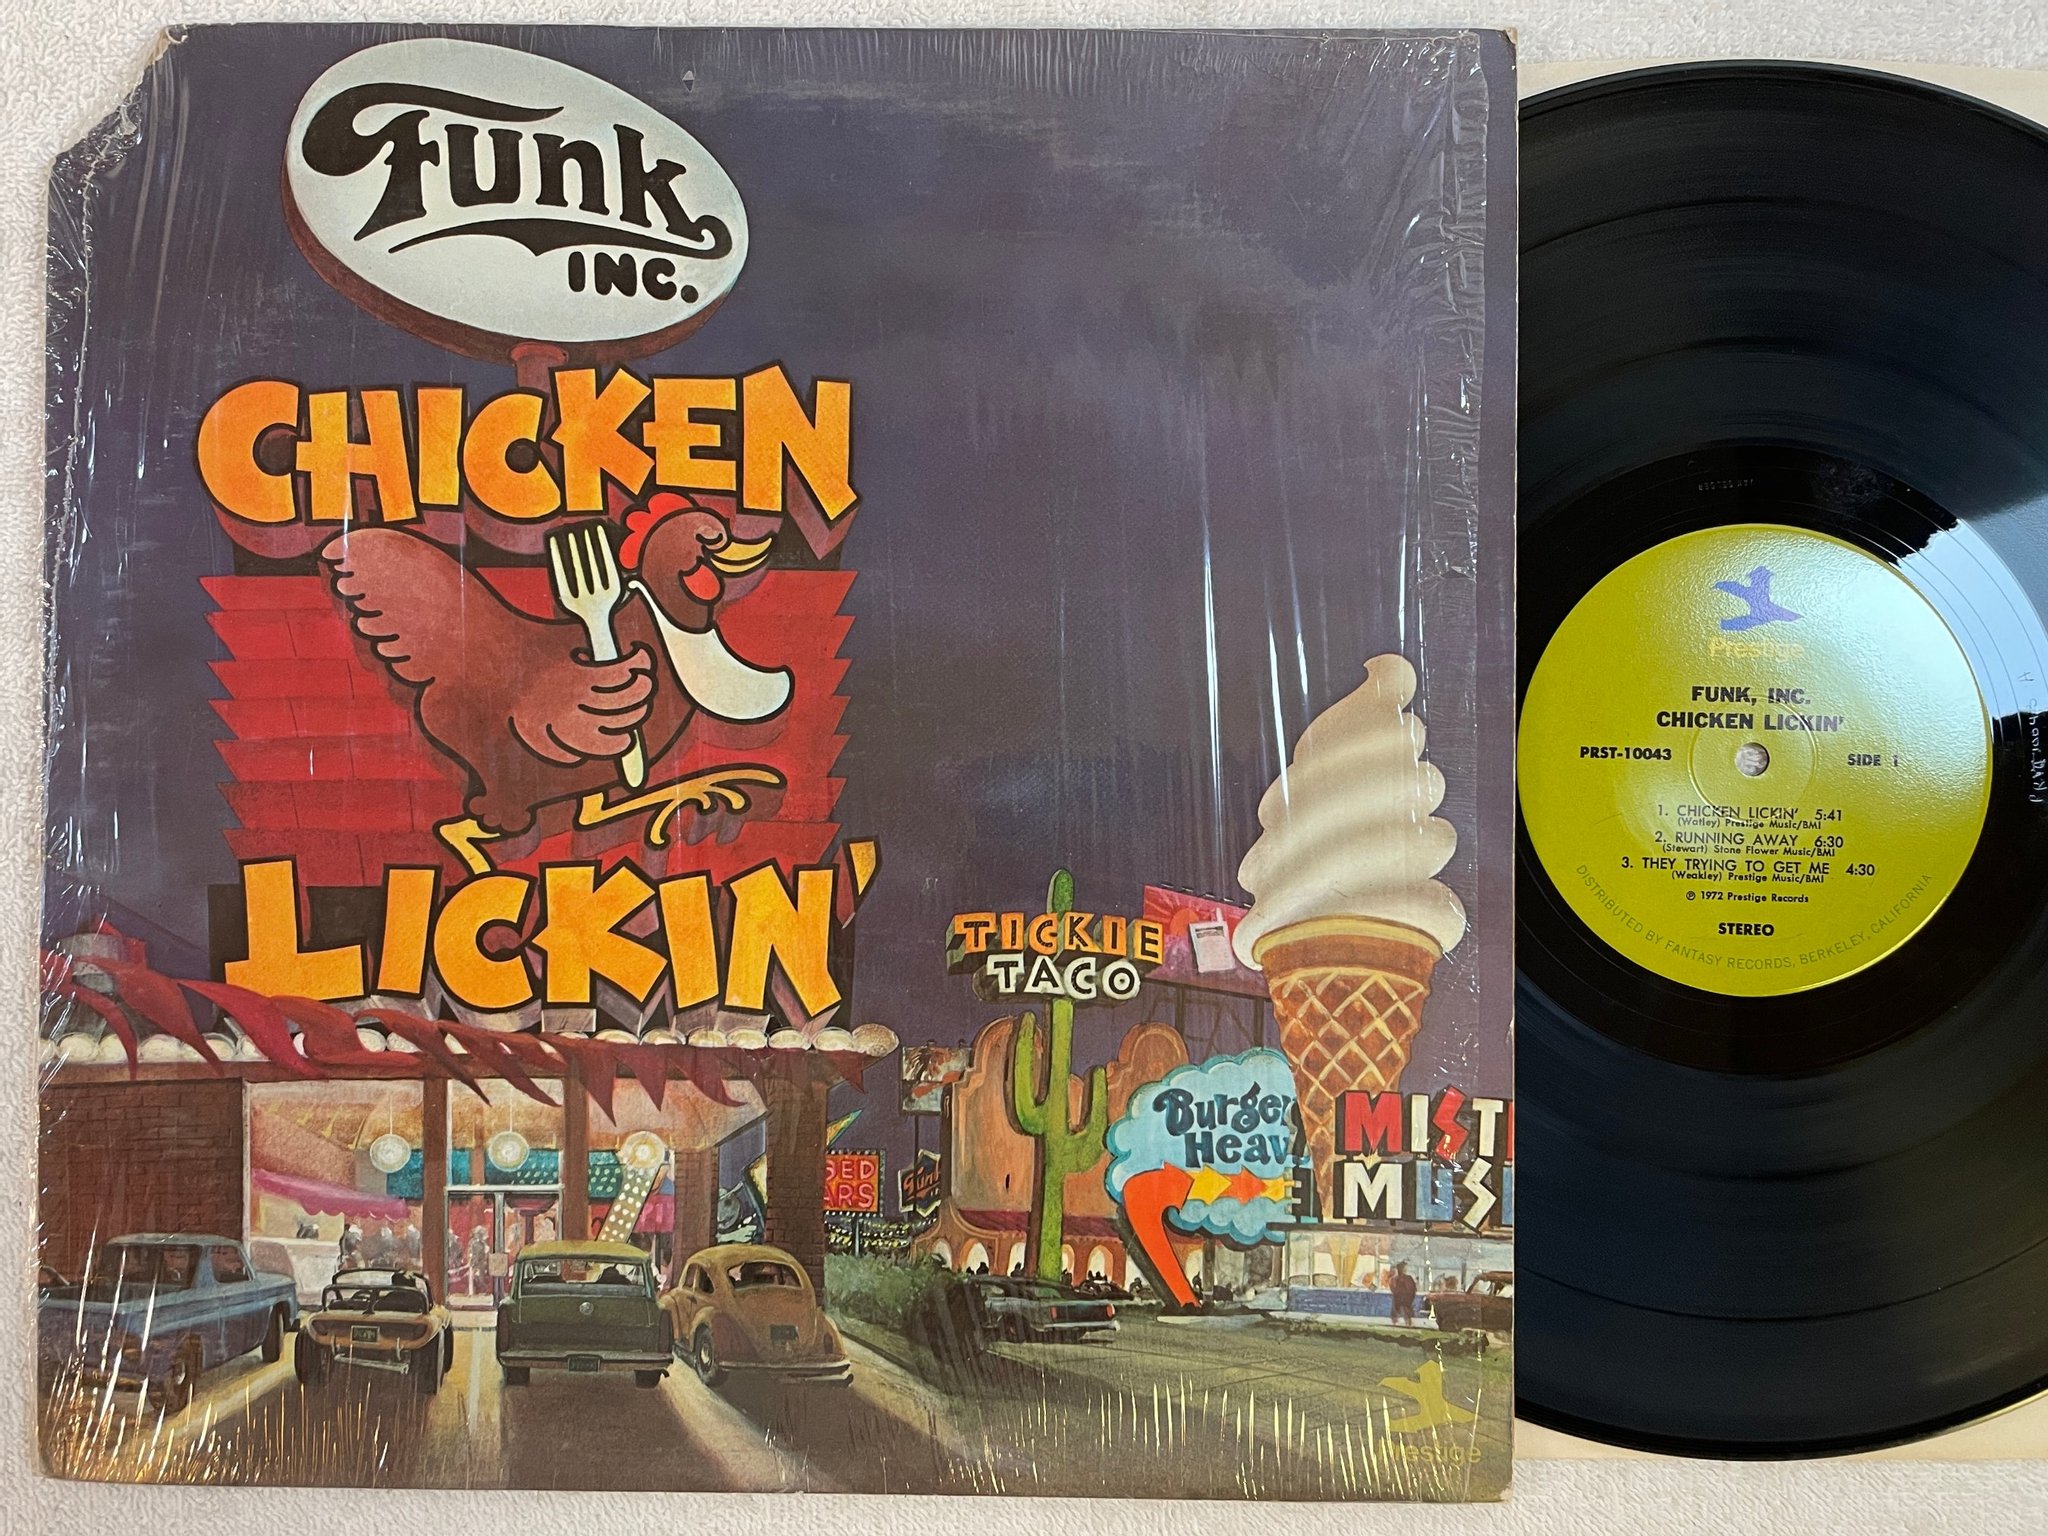 Funk
INC.
CHICKEN
LICKIN'
TICKIE
TACO
Burger
Heav
MIST
MUS
Prestige
Prestige
FUNK, INC.
CHICKEN LICKIN'
PRST-10043
SIDE 1
1. CHICKEN LICKIN' 5:41
(Watley) Prestige Music/BMI
2. RUNNING AWAY 6:30
(Stewart) Stone Flower Music/BMI
3. THEY TRYING TO GET ME 4:30
(Weakley) Prestige Music/BMI
℗ 1972 Prestige Records
STEREO
DISTRIBUTED BY FANTASY RECORDS, BERKELEY, CALIFORNIA